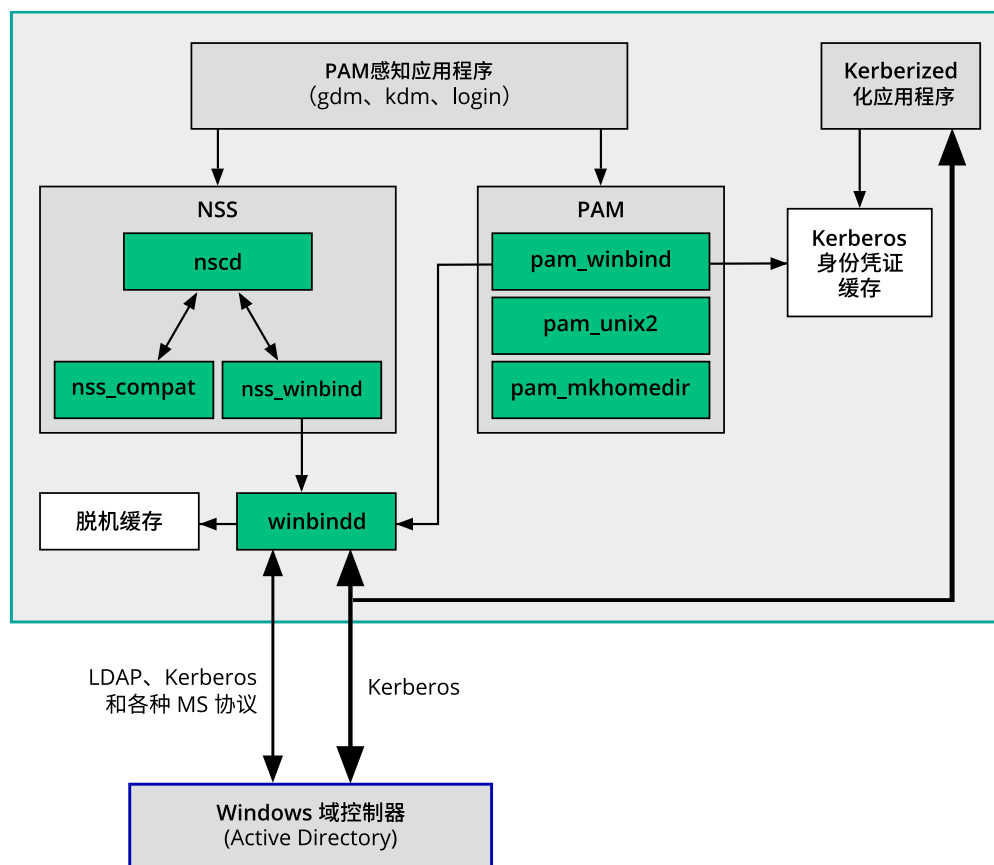 PAM感知应用程序
（gdm、kdm、login）
Kerberized
化应用程序
NSS
nscd
nss_compat
nss_winbind
PAM
pam_winbind
pam_unix2
pam_mkhomedir
Kerberos
身份凭证
缓存
脱机缓存
winbindd
LDAP、Kerberos
和各种 MS 协议
Kerberos
Windows 域控制器
(Active Directory)